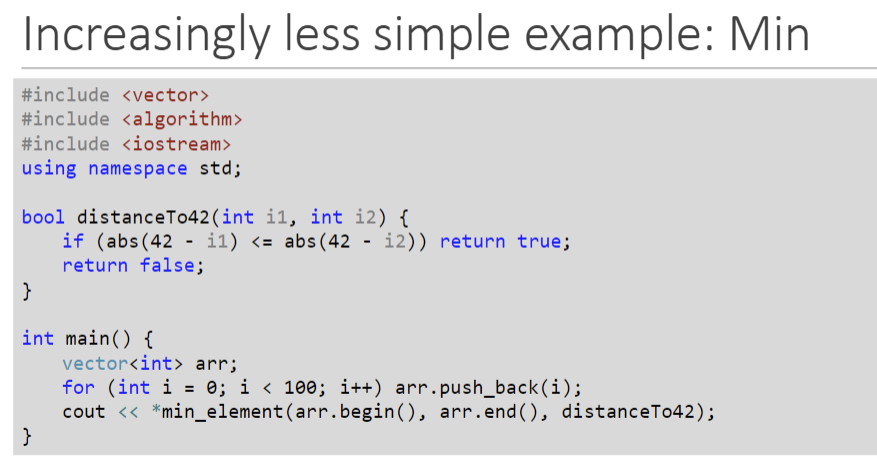 Increasingly less simple example: Min
#include <vector>
#include <algorithm>
#include <iostream>
using namespace std;

bool distanceTo42(int i1, int i2) {
    if (abs(42 - i1) <= abs(42 - i2)) return true;
    return false;
}

int main() {
    vector<int> arr;
    for (int i = 0; i < 100; i++) arr.push_back(i);
    cout << *min_element(arr.begin(), arr.end(), distanceTo42);
}